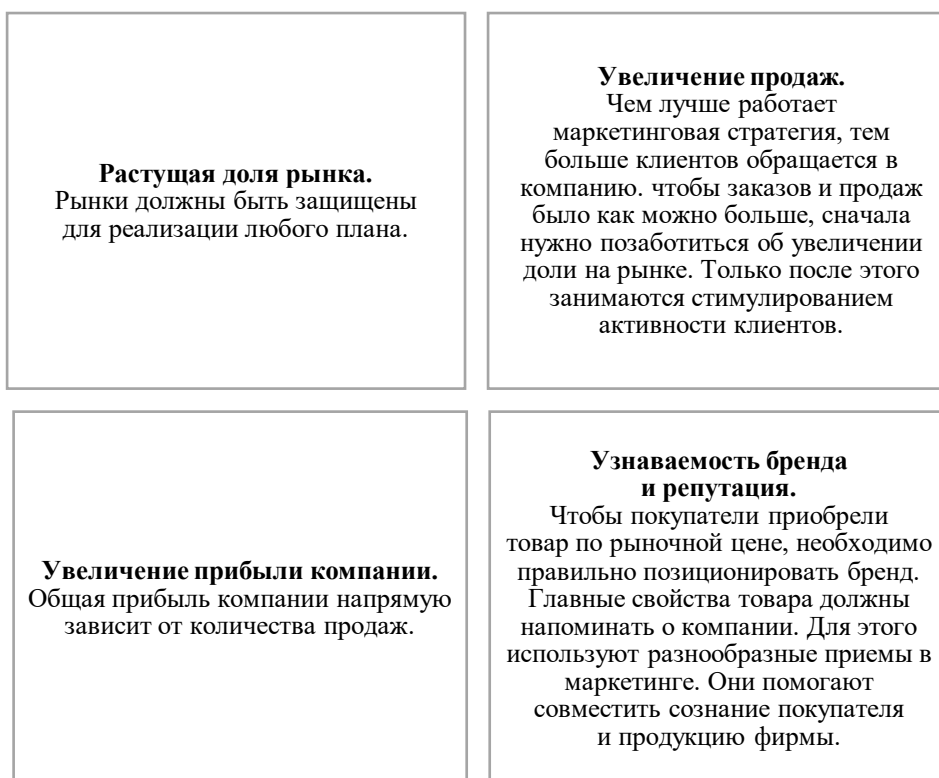 Растущая доля рынка.
Рынки должны быть защищены
для реализации любого плана.
Увеличение продаж.
Чем лучше работает
маркетинговая стратегия, тем
больше клиентов обращается в
компанию. чтобы заказов и продаж
было как можно больше, сначала
нужно позаботиться об увеличении
доли на рынке. Только после этого
занимаются стимулированием
активности клиентов.
Увеличение прибыли компании.
Общая прибыль компании напрямую
зависит от количества продаж.
Узнаваемость бренда
и репутация.
Чтобы покупатели приобрели
товар по рыночной цене, необходимо
правильно позиционировать бренд.
Главные свойства товара должны
напоминать о компании. Для этого
используют разнообразные приемы в
маркетинге. Они помогают
совместить сознание покупателя
и продукцию фирмы.